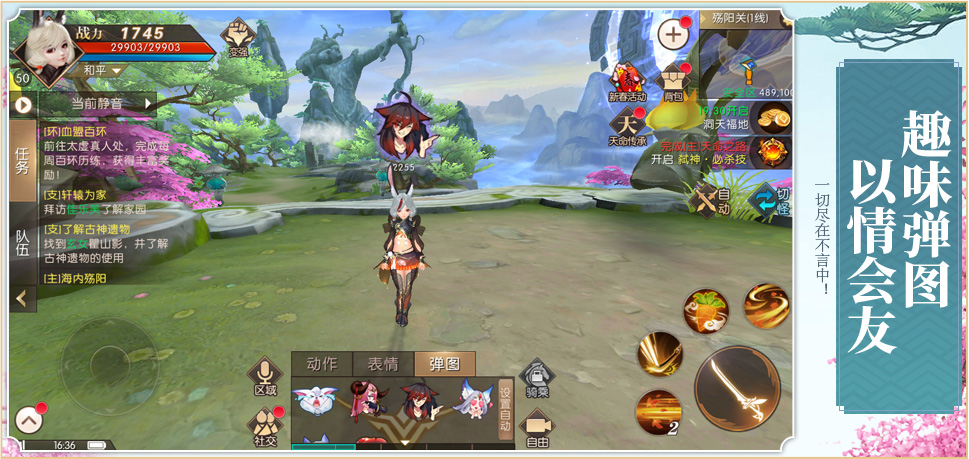 战力 1745
29903/29903
和平
50
变强
当前静音
任务
队伍
[环]血盟百环
前往太虚真人处，完成每
周百环历练，获得丰富奖
励！
[支]轩辕为家
拜访佳乐美了解家园
[支]了解古神遗物
找到玄女瞿山影、并了解
古神遗物的使用
[主]海内殇阳
2255
殇阳关(1线)
安全区 489,100
新春活动
背包
天
天命传承
19:30开启
洞天福地
完成[主]天命之路
开启 弑神·必杀技
自动
切怪
区域
社交
动作
表情
弹图
设置自动
骑乘
自由
2
16:36
趣味弹图
以情会友
一切尽在不言中！